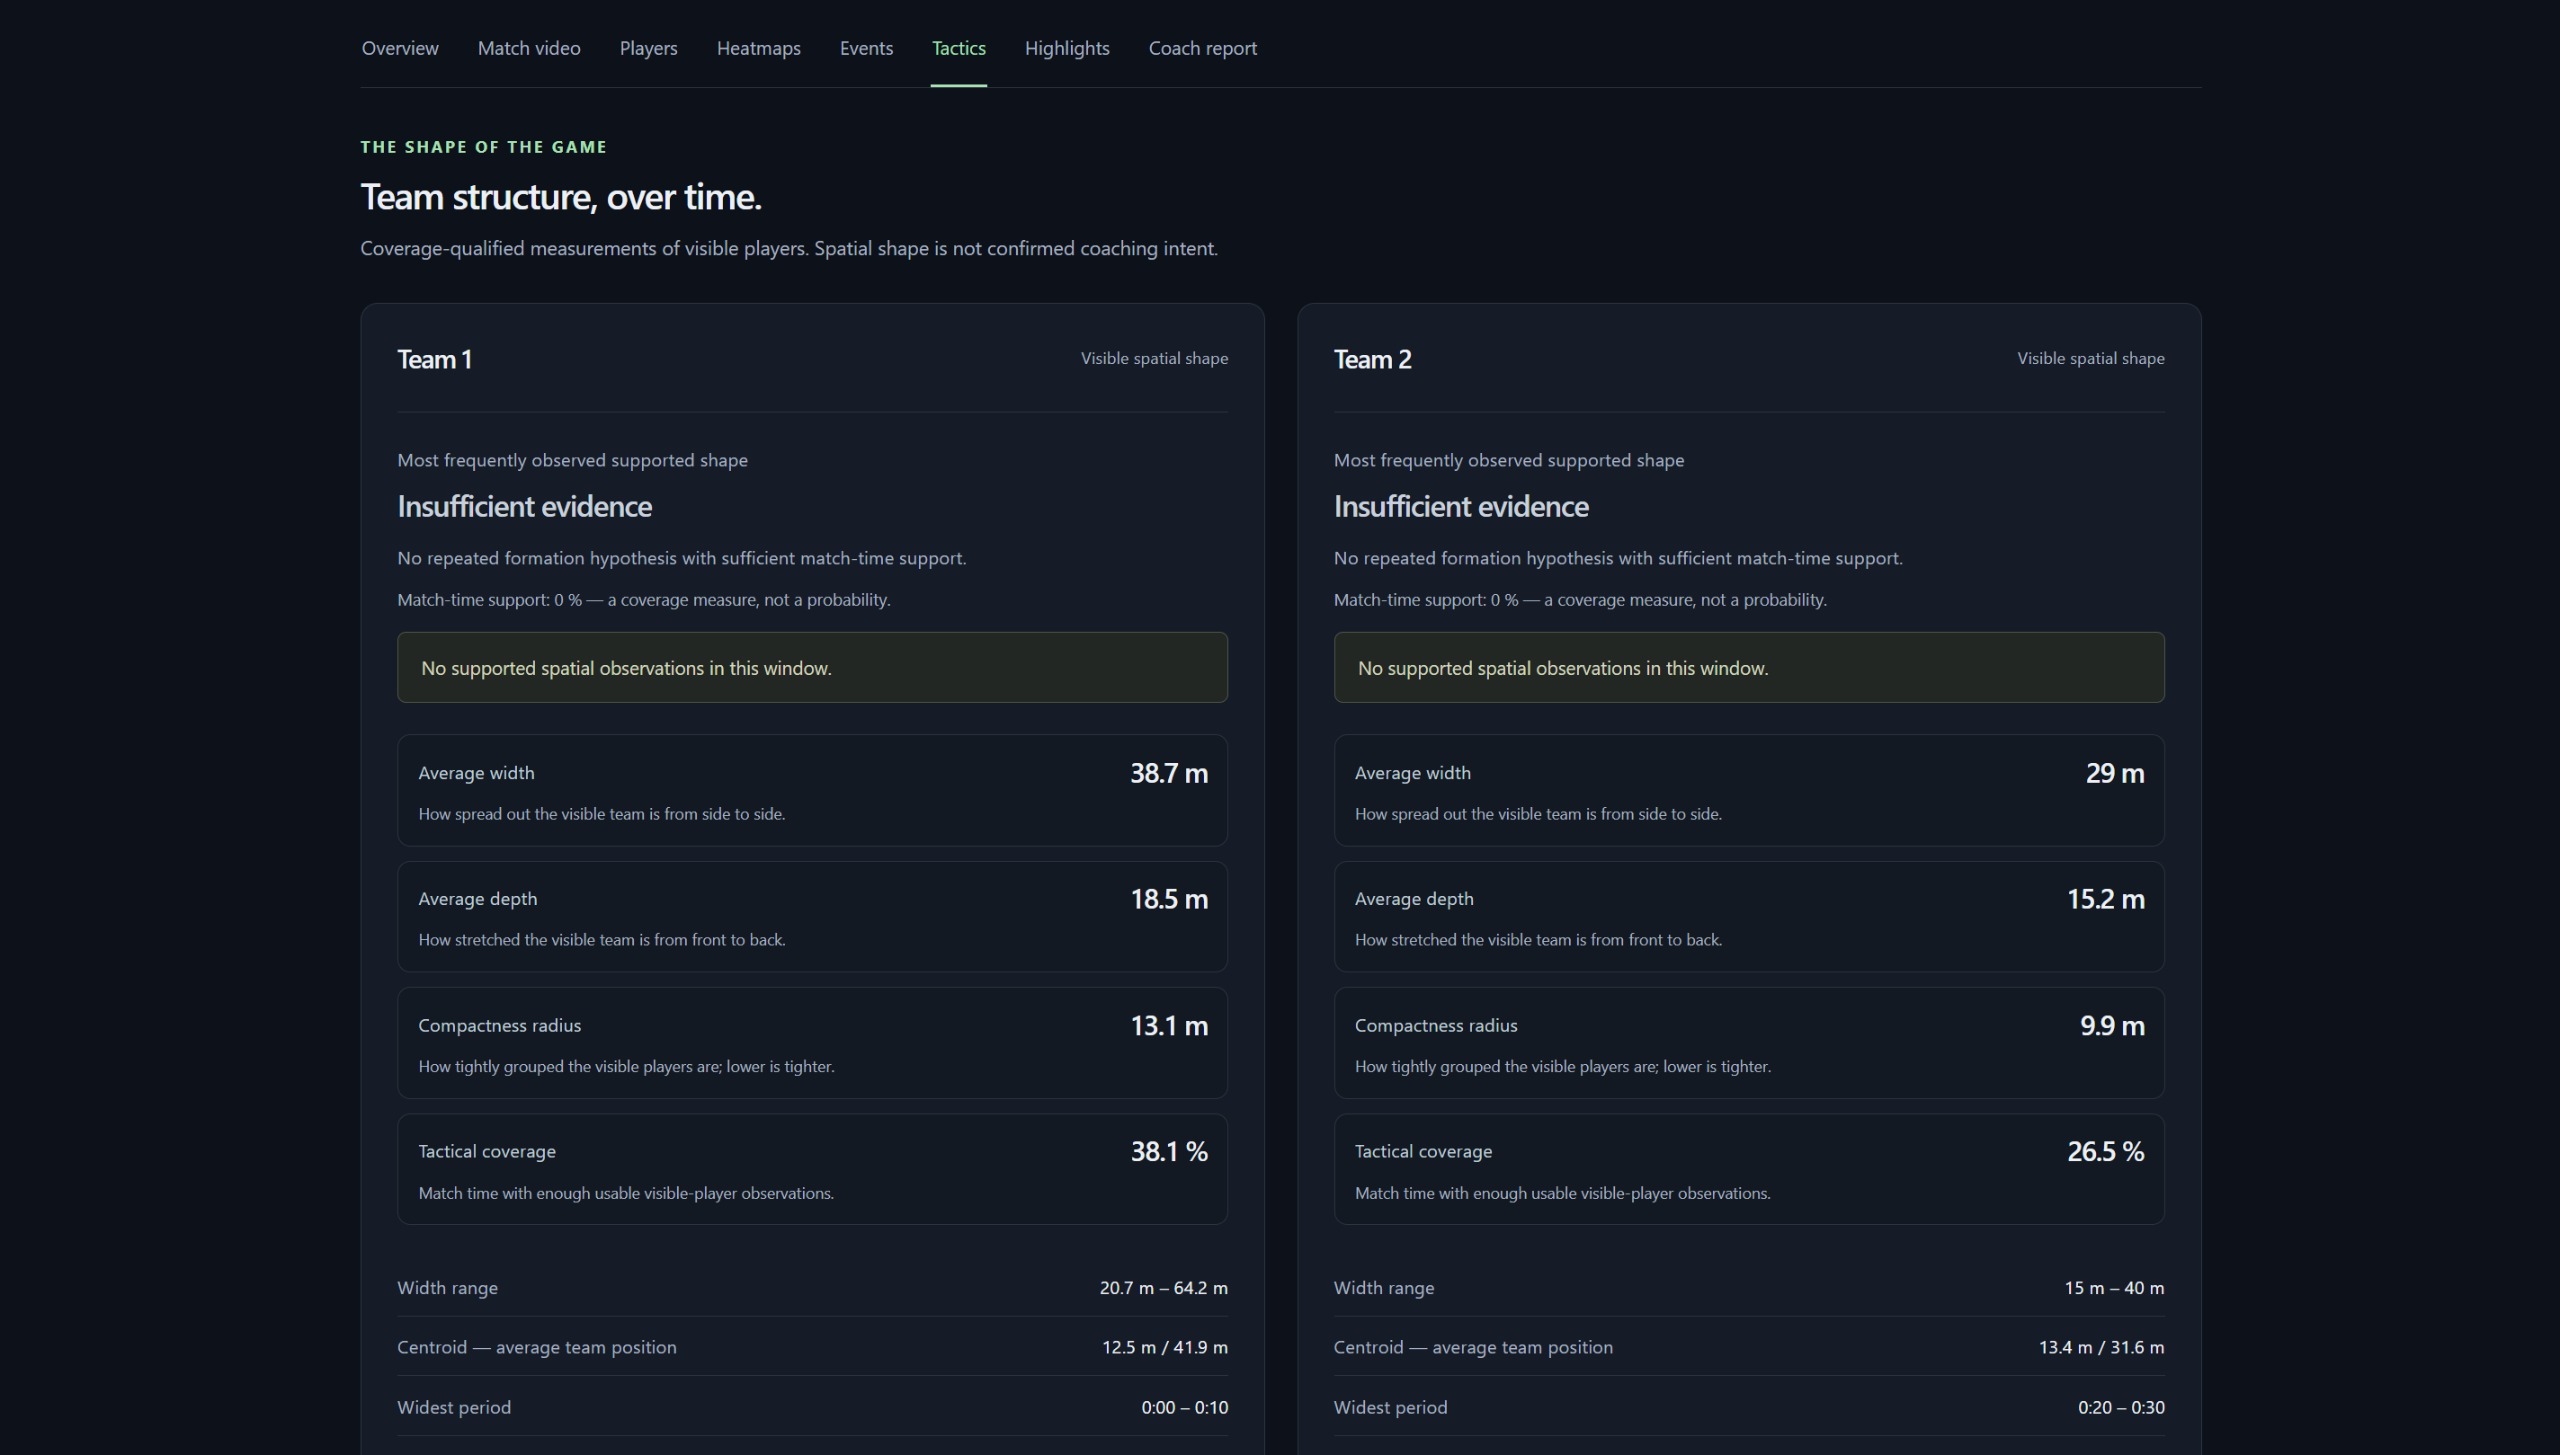 Overview Match video Players Heatmaps Events Tactics Highlights Coach report
THE SHAPE OF THE GAME
Team structure, over time.
Coverage-qualified measurements of visible players. Spatial shape is not confirmed coaching intent.
Team 1 Visible spatial shape
Most frequently observed supported shape
Insufficient evidence
No repeated formation hypothesis with sufficient match-time support.
Match-time support: 0 % — a coverage measure, not a probability.
No supported spatial observations in this window.
Average width 38.7 m
How spread out the visible team is from side to side.
Average depth 18.5 m
How stretched the visible team is from front to back.
Compactness radius 13.1 m
How tightly grouped the visible players are; lower is tighter.
Tactical coverage 38.1 %
Match time with enough usable visible-player observations.
Width range 20.7 m – 64.2 m
Centroid — average team position 12.5 m / 41.9 m
Widest period 0:00 – 0:10
Team 2 Visible spatial shape
Most frequently observed supported shape
Insufficient evidence
No repeated formation hypothesis with sufficient match-time support.
Match-time support: 0 % — a coverage measure, not a probability.
No supported spatial observations in this window.
Average width 29 m
How spread out the visible team is from side to side.
Average depth 15.2 m
How stretched the visible team is from front to back.
Compactness radius 9.9 m
How tightly grouped the visible players are; lower is tighter.
Tactical coverage 26.5 %
Match time with enough usable visible-player observations.
Width range 15 m – 40 m
Centroid — average team position 13.4 m / 31.6 m
Widest period 0:20 – 0:30